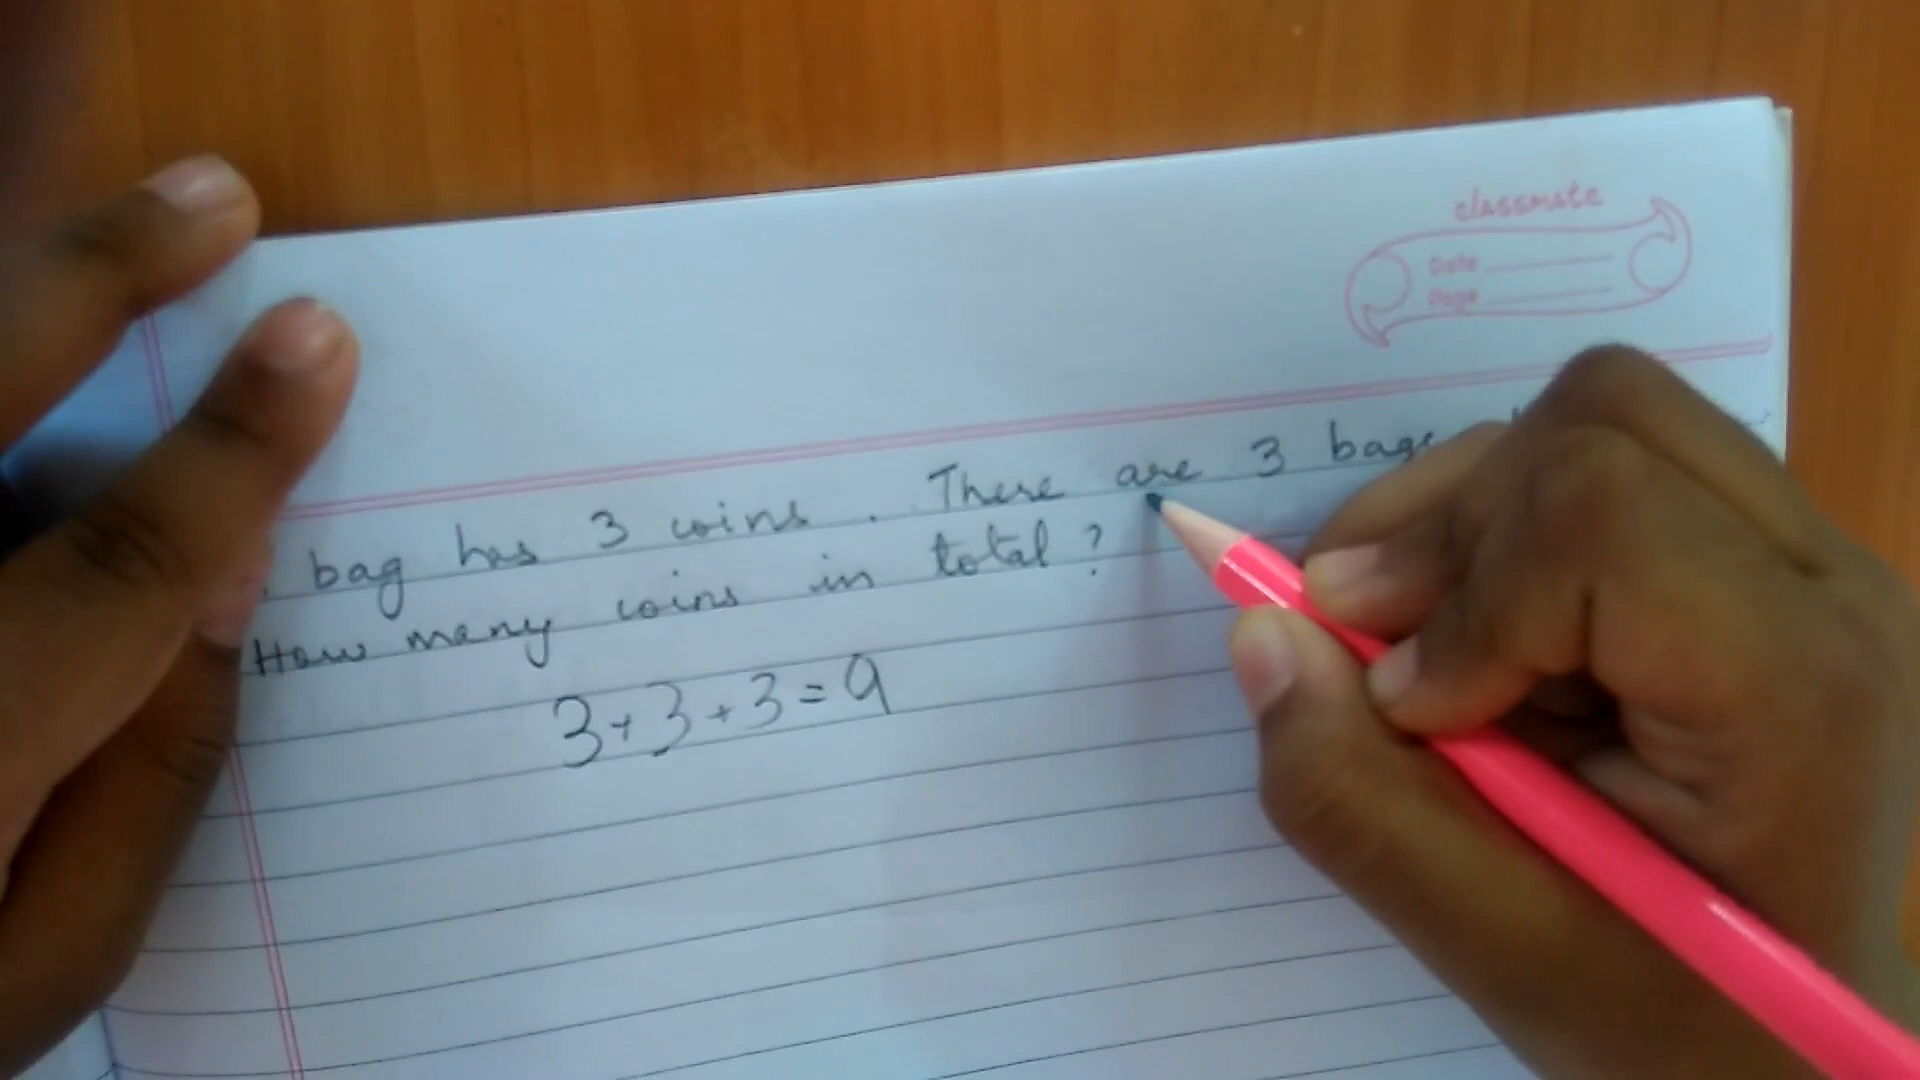 classmate
Date
Page
bag has 3 coins. There are 3 bags
How many coins in total?
3+3+3=9